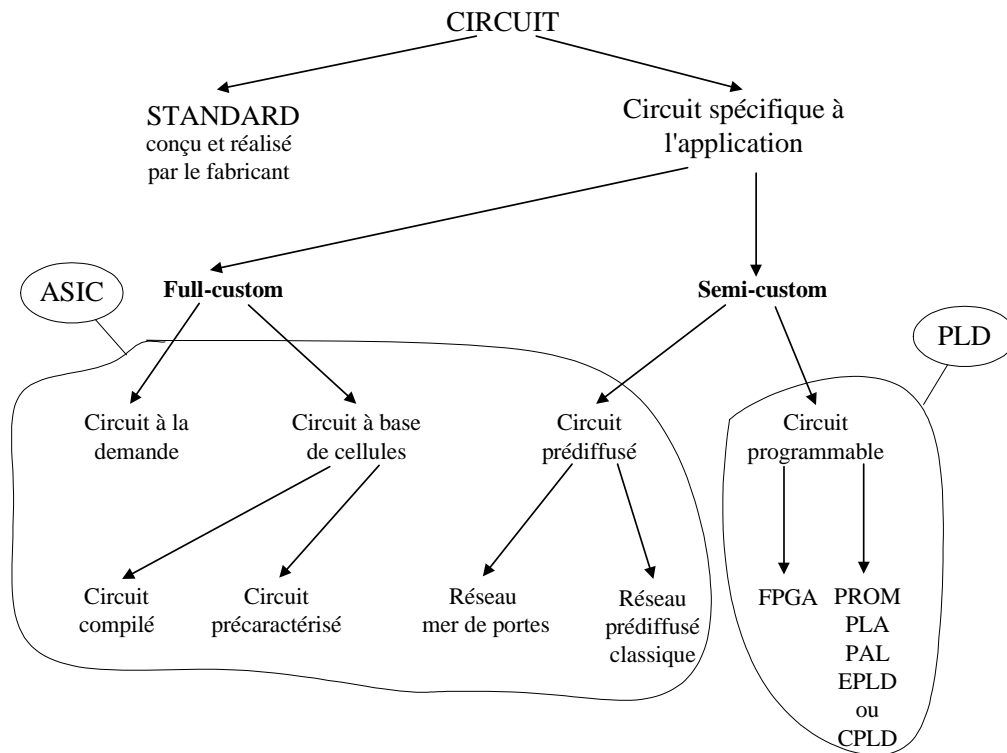 CIRCUIT
STANDARD
conçu et réalisé
par le fabricant
Circuit spécifique à
l'application
ASIC
Full-custom
Semi-custom
PLD
Circuit à la
demande
Circuit à base
de cellules
Circuit
prédiffusé
Circuit
programmable
Circuit
compilé
Circuit
précaractérisé
Réseau
mer de portes
Réseau
prédiffusé
classique
FPGA
PROM
PLA
PAL
EPLD
ou
CPLD